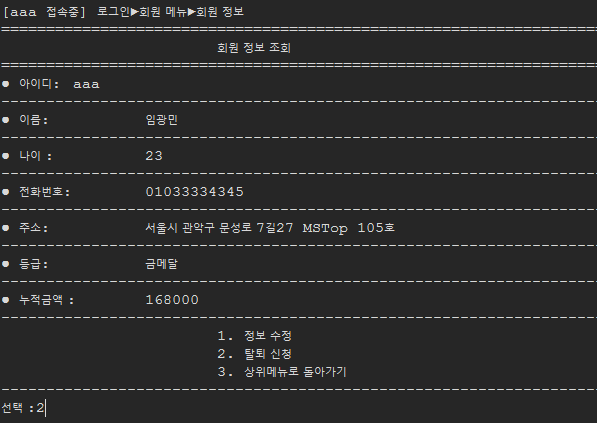 [aaa 접속중] 로그인▶회원 메뉴▶회원 정보
회원 정보 조회
● 아이디: aaa
● 이름: 임광민
● 나이 : 23
● 전화번호: 01033334345
● 주소: 서울시 관악구 문성로 7길27 MSTop 105호
● 등급: 금메달
● 누적금액 : 168000
1. 정보 수정
2. 탈퇴 신청
3. 상위메뉴로 돌아가기
선택 :2